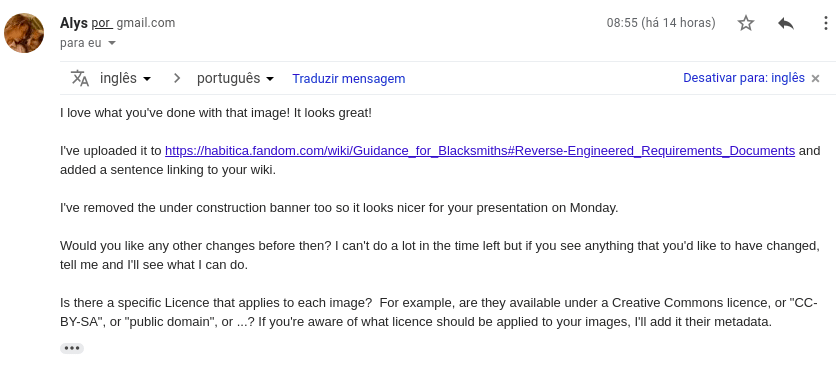 Alys por gmail.com 08:55 (há 14 horas)
para eu
inglês > português Traduzir mensagem Desativar para: inglês ×
I love what you've done with that image! It looks great!
I've uploaded it to https://habitica.fandom.com/wiki/Guidance_for_Blacksmiths#Reverse-Engineered_Requirements_Documents and
added a sentence linking to your wiki.
I've removed the under construction banner too so it looks nicer for your presentation on Monday.
Would you like any other changes before then? I can't do a lot in the time left but if you see anything that you'd like to have changed,
tell me and I'll see what I can do.
Is there a specific Licence that applies to each image?  For example, are they available under a Creative Commons licence, or "CC-
BY-SA", or "public domain", or ...? If you're aware of what licence should be applied to your images, I'll add it their metadata.